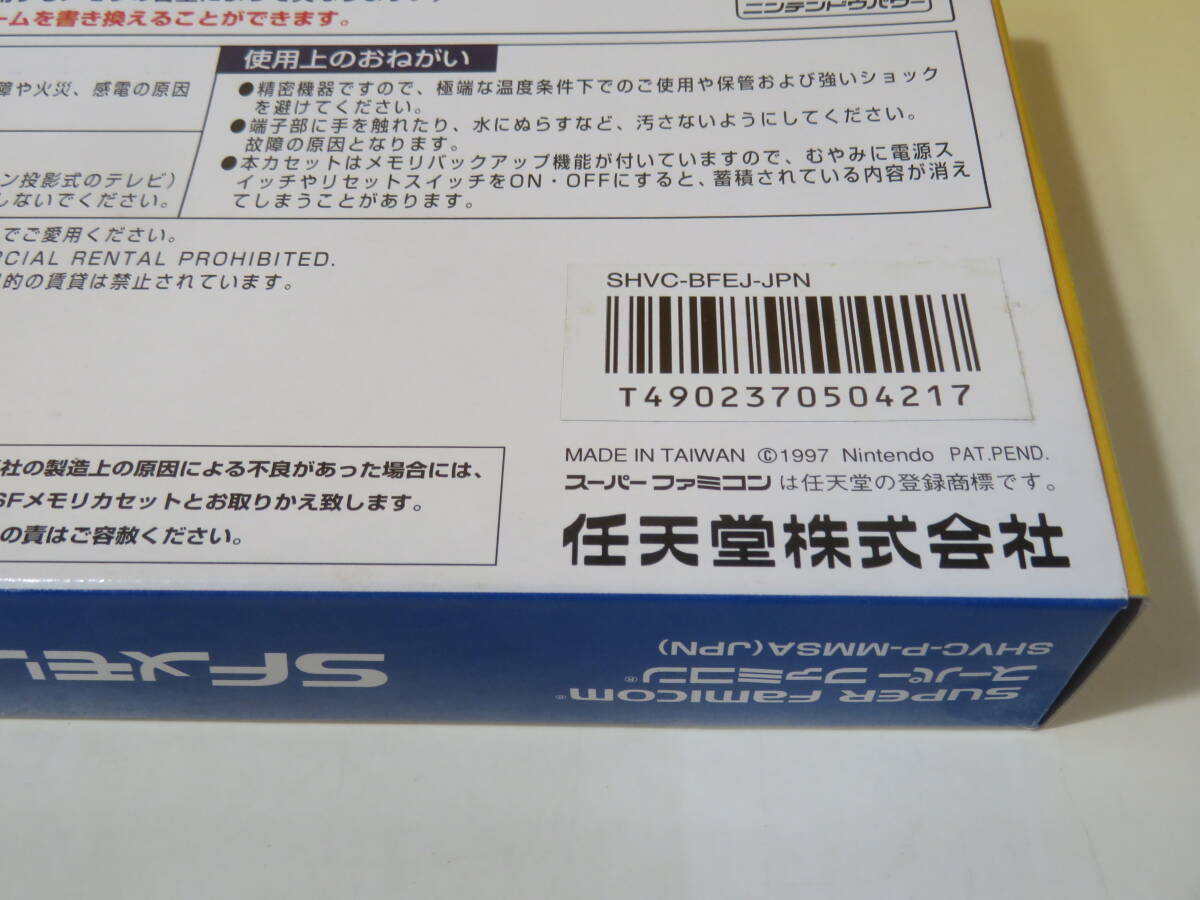 ームを書き換えることができます。
ニンテンドウパワー
使用上のおねがい
●精密機器ですので、極端な温度条件下でのご使用や保管および強いショック
を避けてください。
●端子部に手を触れたり、水にぬらすなど、汚さないようにしてください。
故障の原因となります。
●本カセットはメモリバックアップ機能が付いていますので、むやみに電源ス
イッチやリセットスイッチをON・OFFにすると、蓄積されている内容が消え
てしまうことがあります。
障や火災、感電の原因
ン投影式のテレビ)
しないでください。
でご愛用ください。
RCIAL RENTAL PROHIBITED.
的の賃貸は禁止されています。
SHVC-BFEJ-JPN
T4902370504217
MADE IN TAIWAN ©1997 Nintendo PAT.PEND.
スーパーファミコンは任天堂の登録商標です。
任天堂株式会社
社の製造上の原因による不良があった場合には、
SFメモリカセットとお取りかえ致します。
の責はご容赦ください。
SUPER FAMICOM®
スーパーファミコン®
SHVC-P-MMSA(JPN)
SFメモリ